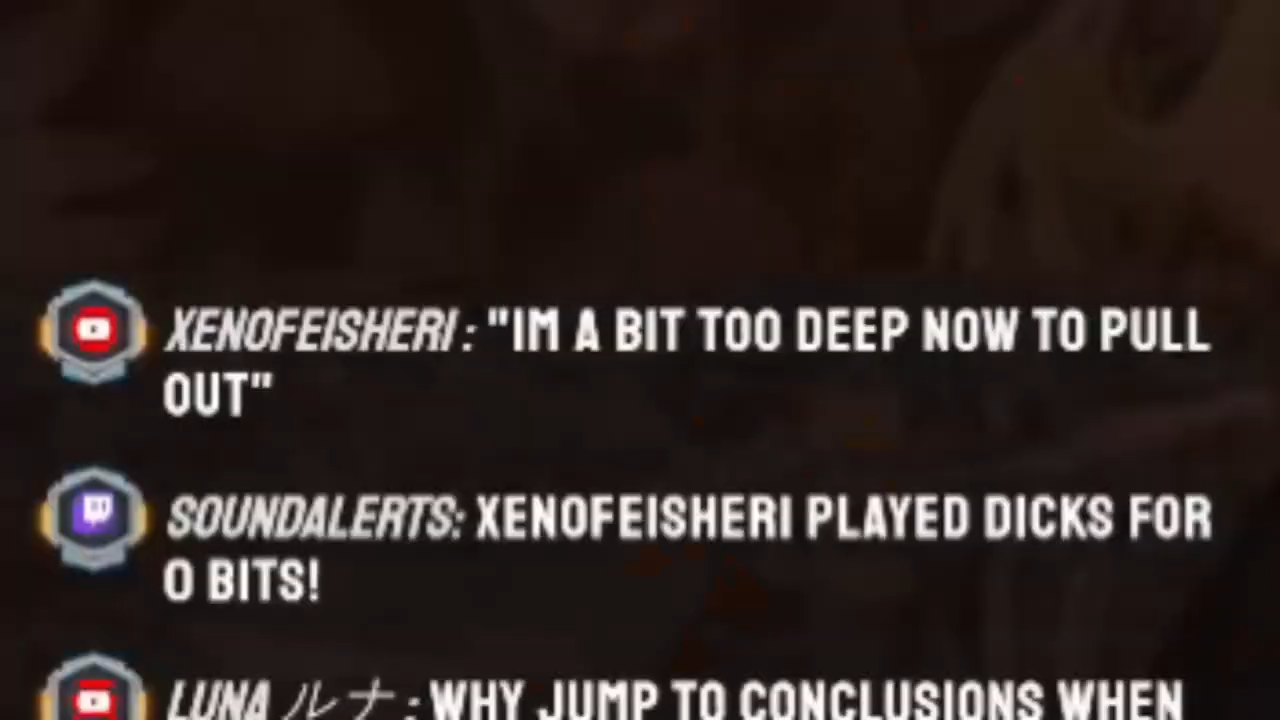 XENOFEISHERI : "IM A BIT TOO DEEP NOW TO PULL
OUT"
SOUNDALERTS: XENOFEISHERI PLAYED DICKS FOR
0 BITS!
LUNA ルナ : WHY JUMP TO CONCLUSIONS WHEN